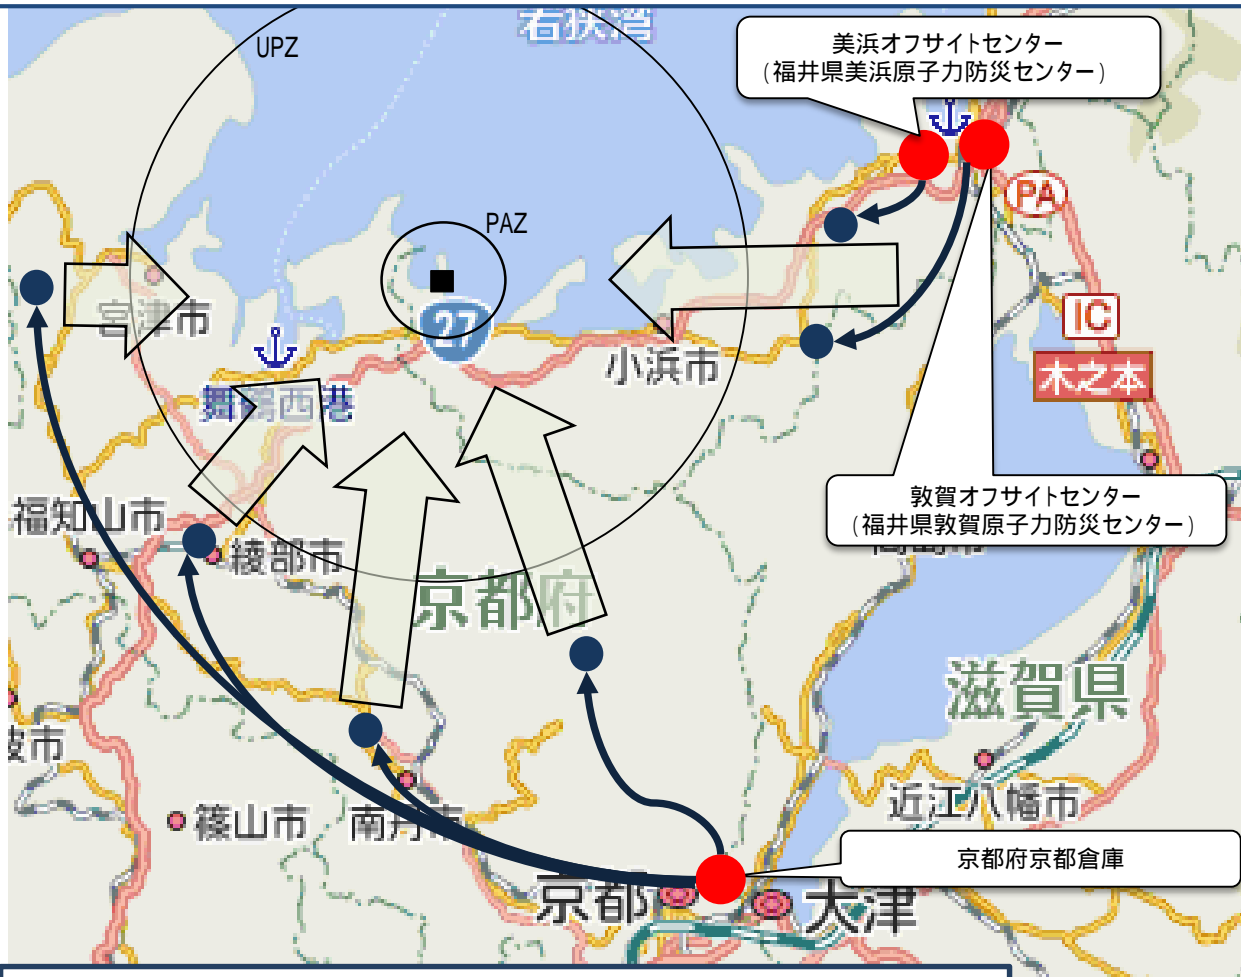 若狭湾
UPZ
美浜オフサイトセンター
(福井県美浜原子力防災センター)
PA
PAZ
宮津市
27
IC
小浜市
木之本
舞鶴西港
敦賀オフサイトセンター
(福井県敦賀原子力防災センター)
福知山市
綾部市
京都府
滋賀県
篠山市
南丹市
近江八幡市
京都府京都倉庫
京都
大津